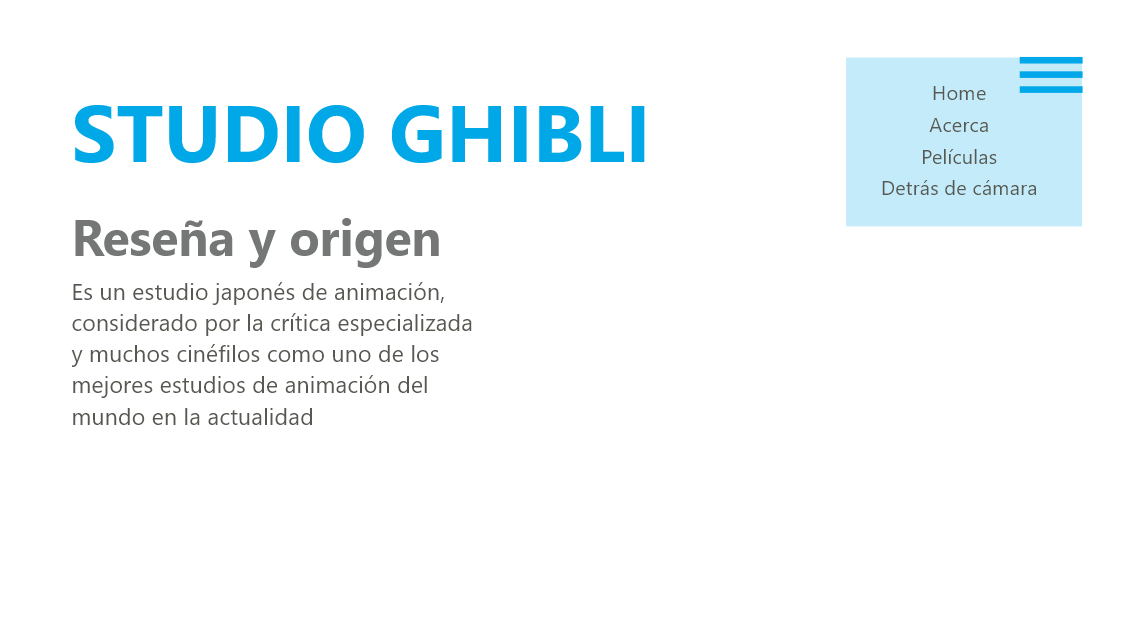 STUDIO GHIBLI
Reseña y origen
Es un estudio japonés de animación,
considerado por la crítica especializada
y muchos cinéfilos como uno de los
mejores estudios de animación del
mundo en la actualidad
Home
Acerca
Películas
Detrás de cámara